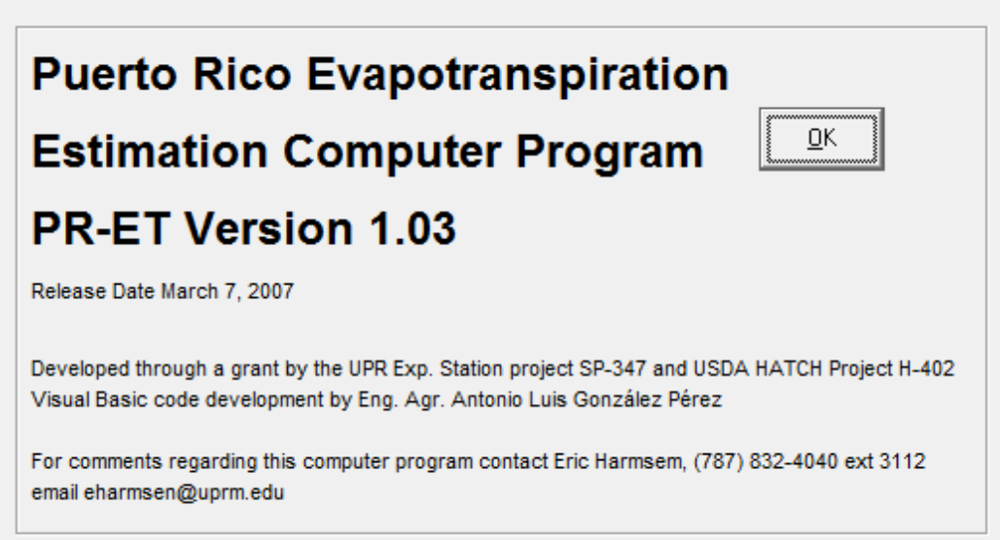 Puerto Rico Evapotranspiration
Estimation Computer Program
OK
PR-ET Version 1.03
Release Date March 7, 2007
Developed through a grant by the UPR Exp. Station project SP-347 and USDA HATCH Project H-402
Visual Basic code development by Eng. Agr. Antonio Luis González Pérez
For comments regarding this computer program contact Eric Harmsem, (787) 832-4040 ext 3112
email eharmsen@uprm.edu